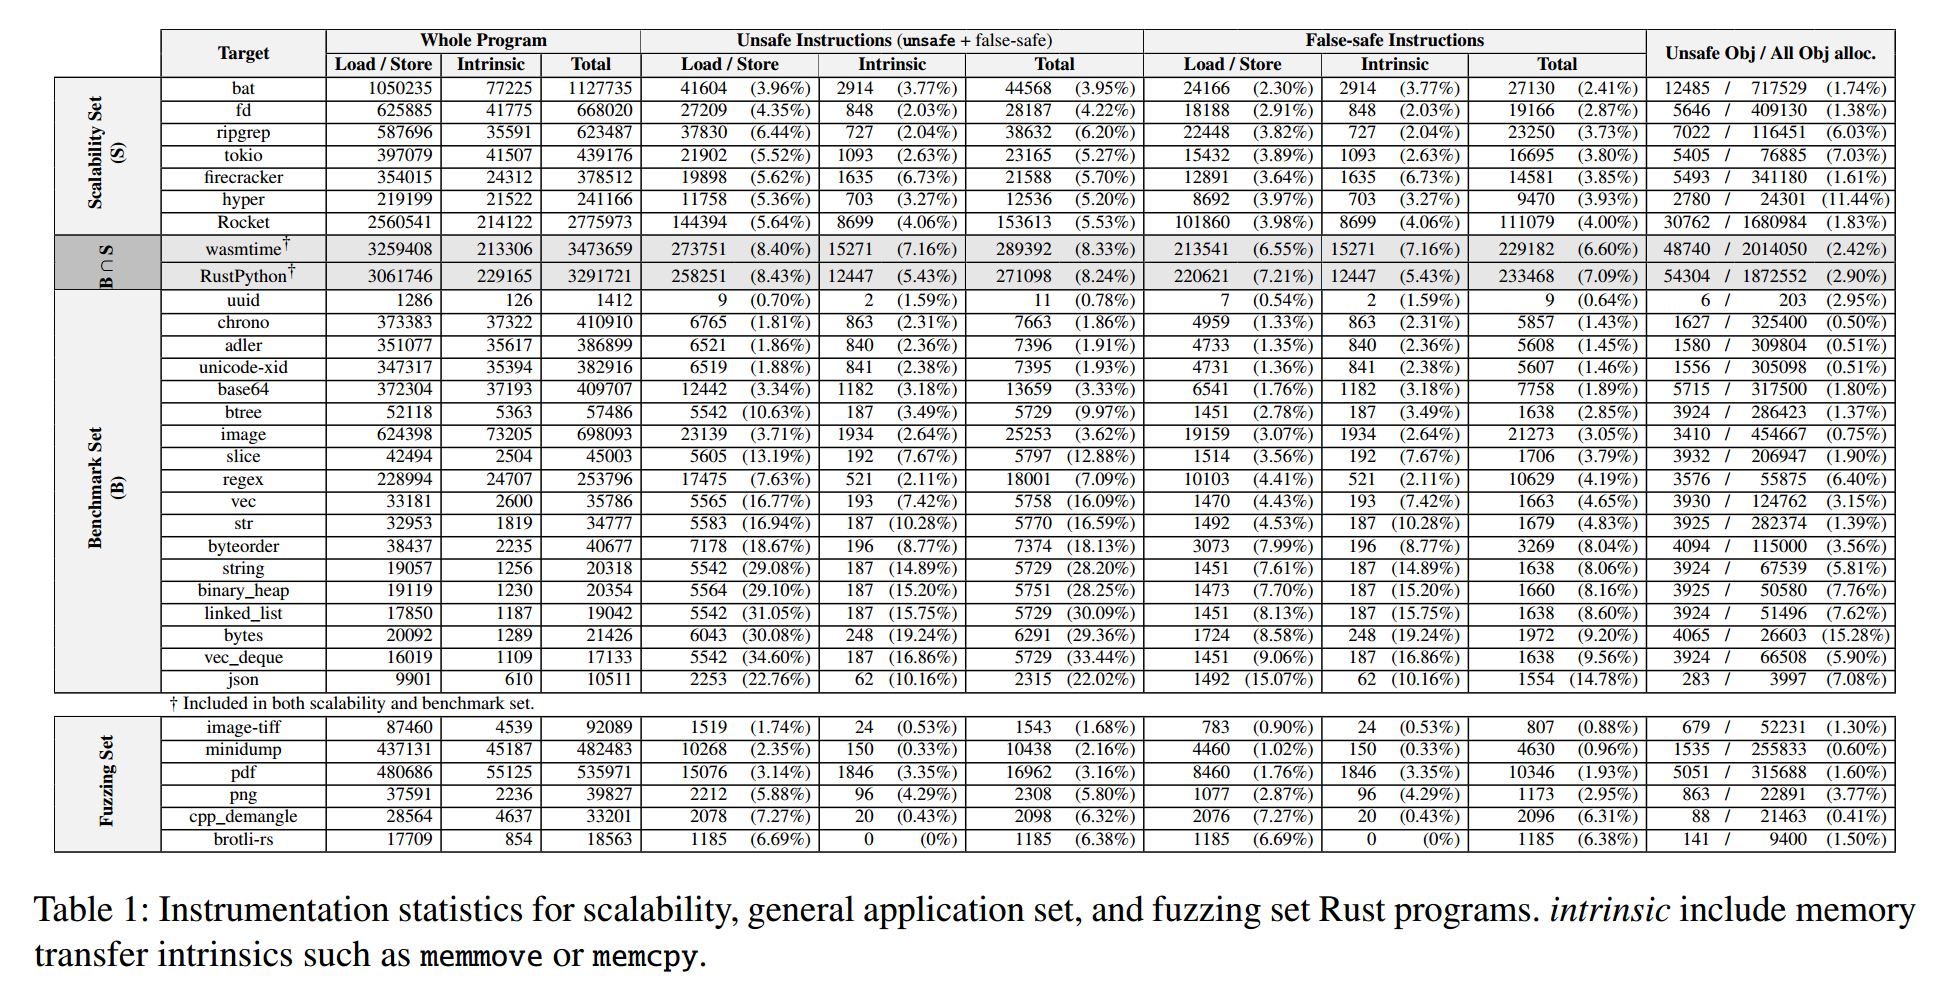 Target Whole Program Unsafe Instructions (unsafe + false-safe) False-safe Instructions Unsafe Obj / All Obj alloc.
Load / Store Intrinsic Total Load / Store Intrinsic Total Load / Store Intrinsic Total
Scalability Set
(S)
bat 1050235 77225 1127735 41604 (3.96%) 2914 (3.77%) 44568 (3.95%) 24166 (2.30%) 2914 (3.77%) 27130 (2.41%) 12485 / 717529 (1.74%)
fd 625885 41775 668020 27209 (4.35%) 848 (2.03%) 28187 (4.22%) 18188 (2.91%) 848 (2.03%) 19166 (2.87%) 5646 / 409130 (1.38%)
ripgrep 587696 35591 623487 37830 (6.44%) 727 (2.04%) 38632 (6.20%) 22448 (3.82%) 727 (2.04%) 23250 (3.73%) 7022 / 116451 (6.03%)
tokio 397079 41507 439176 21902 (5.52%) 1093 (2.63%) 23165 (5.27%) 15432 (3.89%) 1093 (2.63%) 16695 (3.80%) 5405 / 76885 (7.03%)
firecracker 354015 24312 378512 19898 (5.62%) 1635 (6.73%) 21588 (5.70%) 12891 (3.64%) 1635 (6.73%) 14581 (3.85%) 5493 / 341180 (1.61%)
hyper 219199 21522 241166 11758 (5.36%) 703 (3.27%) 12536 (5.20%) 8692 (3.97%) 703 (3.27%) 9470 (3.93%) 2780 / 24301 (11.44%)
Rocket 2560541 214122 2775973 144394 (5.64%) 8699 (4.06%) 153613 (5.53%) 101860 (3.98%) 8699 (4.06%) 111079 (4.00%) 30762 / 1680984 (1.83%)
B ∩ S
wasmtime† 3259408 213306 3473659 273751 (8.40%) 15271 (7.16%) 289392 (8.33%) 213541 (6.55%) 15271 (7.16%) 229182 (6.60%) 48740 / 2014050 (2.42%)
RustPython† 3061746 229165 3291721 258251 (8.43%) 12447 (5.43%) 271098 (8.24%) 220621 (7.21%) 12447 (5.43%) 233468 (7.09%) 54304 / 1872552 (2.90%)
Benchmark Set
(B)
uuid 1286 126 1412 9 (0.70%) 2 (1.59%) 11 (0.78%) 7 (0.54%) 2 (1.59%) 9 (0.64%) 6 / 203 (2.95%)
chrono 373383 37322 410910 6765 (1.81%) 863 (2.31%) 7663 (1.86%) 4959 (1.33%) 863 (2.31%) 5857 (1.43%) 1627 / 325400 (0.50%)
adler 351077 35617 386899 6521 (1.86%) 840 (2.36%) 7396 (1.91%) 4733 (1.35%) 840 (2.36%) 5608 (1.45%) 1580 / 309804 (0.51%)
unicode-xid 347317 35394 382916 6519 (1.88%) 841 (2.38%) 7395 (1.93%) 4731 (1.36%) 841 (2.38%) 5607 (1.46%) 1556 / 305098 (0.51%)
base64 372304 37193 409707 12442 (3.34%) 1182 (3.18%) 13659 (3.33%) 6541 (1.76%) 1182 (3.18%) 7758 (1.89%) 5715 / 317500 (1.80%)
btree 52118 5363 57486 5542 (10.63%) 187 (3.49%) 5729 (9.97%) 1451 (2.78%) 187 (3.49%) 1638 (2.85%) 3924 / 286423 (1.37%)
image 624398 73205 698093 23139 (3.71%) 1934 (2.64%) 25253 (3.62%) 19159 (3.07%) 1934 (2.64%) 21273 (3.05%) 3410 / 454667 (0.75%)
slice 42494 2504 45003 5605 (13.19%) 192 (7.67%) 5797 (12.88%) 1514 (3.56%) 192 (7.67%) 1706 (3.79%) 3932 / 206947 (1.90%)
regex 228994 24707 253796 17475 (7.63%) 521 (2.11%) 18001 (7.09%) 10103 (4.41%) 521 (2.11%) 10629 (4.19%) 3576 / 55875 (6.40%)
vec 33181 2600 35786 5565 (16.77%) 193 (7.42%) 5758 (16.09%) 1470 (4.43%) 193 (7.42%) 1663 (4.65%) 3930 / 124762 (3.15%)
str 32953 1819 34777 5583 (16.94%) 187 (10.28%) 5770 (16.59%) 1492 (4.53%) 187 (10.28%) 1679 (4.83%) 3925 / 282374 (1.39%)
byteorder 38437 2235 40677 7178 (18.67%) 196 (8.77%) 7374 (18.13%) 3073 (7.99%) 196 (8.77%) 3269 (8.04%) 4094 / 115000 (3.56%)
string 19057 1256 20318 5542 (29.08%) 187 (14.89%) 5729 (28.20%) 1451 (7.61%) 187 (14.89%) 1638 (8.06%) 3924 / 67539 (5.81%)
binary_heap 19119 1230 20354 5564 (29.10%) 187 (15.20%) 5751 (28.25%) 1473 (7.70%) 187 (15.20%) 1660 (8.16%) 3925 / 50580 (7.76%)
linked_list 17850 1187 19042 5542 (31.05%) 187 (15.75%) 5729 (30.09%) 1451 (8.13%) 187 (15.75%) 1638 (8.60%) 3924 / 51496 (7.62%)
bytes 20092 1289 21426 6043 (30.08%) 248 (19.24%) 6291 (29.36%) 1724 (8.58%) 248 (19.24%) 1972 (9.20%) 4065 / 26603 (15.28%)
vec_deque 16019 1109 17133 5542 (34.60%) 187 (16.86%) 5729 (33.44%) 1451 (9.06%) 187 (16.86%) 1638 (9.56%) 3924 / 66508 (5.90%)
json 9901 610 10511 2253 (22.76%) 62 (10.16%) 2315 (22.02%) 1492 (15.07%) 62 (10.16%) 1554 (14.78%) 283 / 3997 (7.08%)
† Included in both scalability and benchmark set.
Fuzzing Set
image-tiff 87460 4539 92089 1519 (1.74%) 24 (0.53%) 1543 (1.68%) 783 (0.90%) 24 (0.53%) 807 (0.88%) 679 / 52231 (1.30%)
minidump 437131 45187 482483 10268 (2.35%) 150 (0.33%) 10438 (2.16%) 4460 (1.02%) 150 (0.33%) 4630 (0.96%) 1535 / 255833 (0.60%)
pdf 480686 55125 535971 15076 (3.14%) 1846 (3.35%) 16962 (3.16%) 8460 (1.76%) 1846 (3.35%) 10346 (1.93%) 5051 / 315688 (1.60%)
png 37591 2236 39827 2212 (5.88%) 96 (4.29%) 2308 (5.80%) 1077 (2.87%) 96 (4.29%) 1173 (2.95%) 863 / 22891 (3.77%)
cpp_demangle 28564 4637 33201 2078 (7.27%) 20 (0.43%) 2098 (6.32%) 2076 (7.27%) 20 (0.43%) 2096 (6.31%) 88 / 21463 (0.41%)
brotli-rs 17709 854 18563 1185 (6.69%) 0 (0%) 1185 (6.38%) 1185 (6.69%) 0 (0%) 1185 (6.38%) 141 / 9400 (1.50%)
Table 1: Instrumentation statistics for scalability, general application set, and fuzzing set Rust programs. intrinsic include memory
transfer intrinsics such as memmove or memcpy.